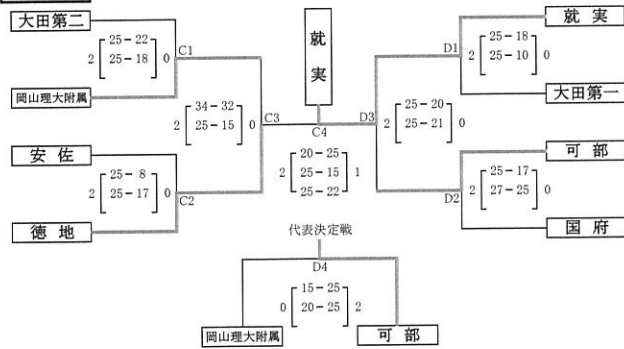 大田第二
2 25-22 0
25-18
C1
岡山理大附属
2 34-32 0
25-15
C3
安佐
2 25-8 0
25-17
C2
徳地
就実
C4
2 20-25 1
25-15
25-22
D3
2 25-20 0
25-21
就実
D1
2 25-18 0
25-10
大田第一
可部
2 25-17 0
27-25
D2
国府
代表決定戦
D4
0 15-25 2
20-25
岡山理大附属
可部